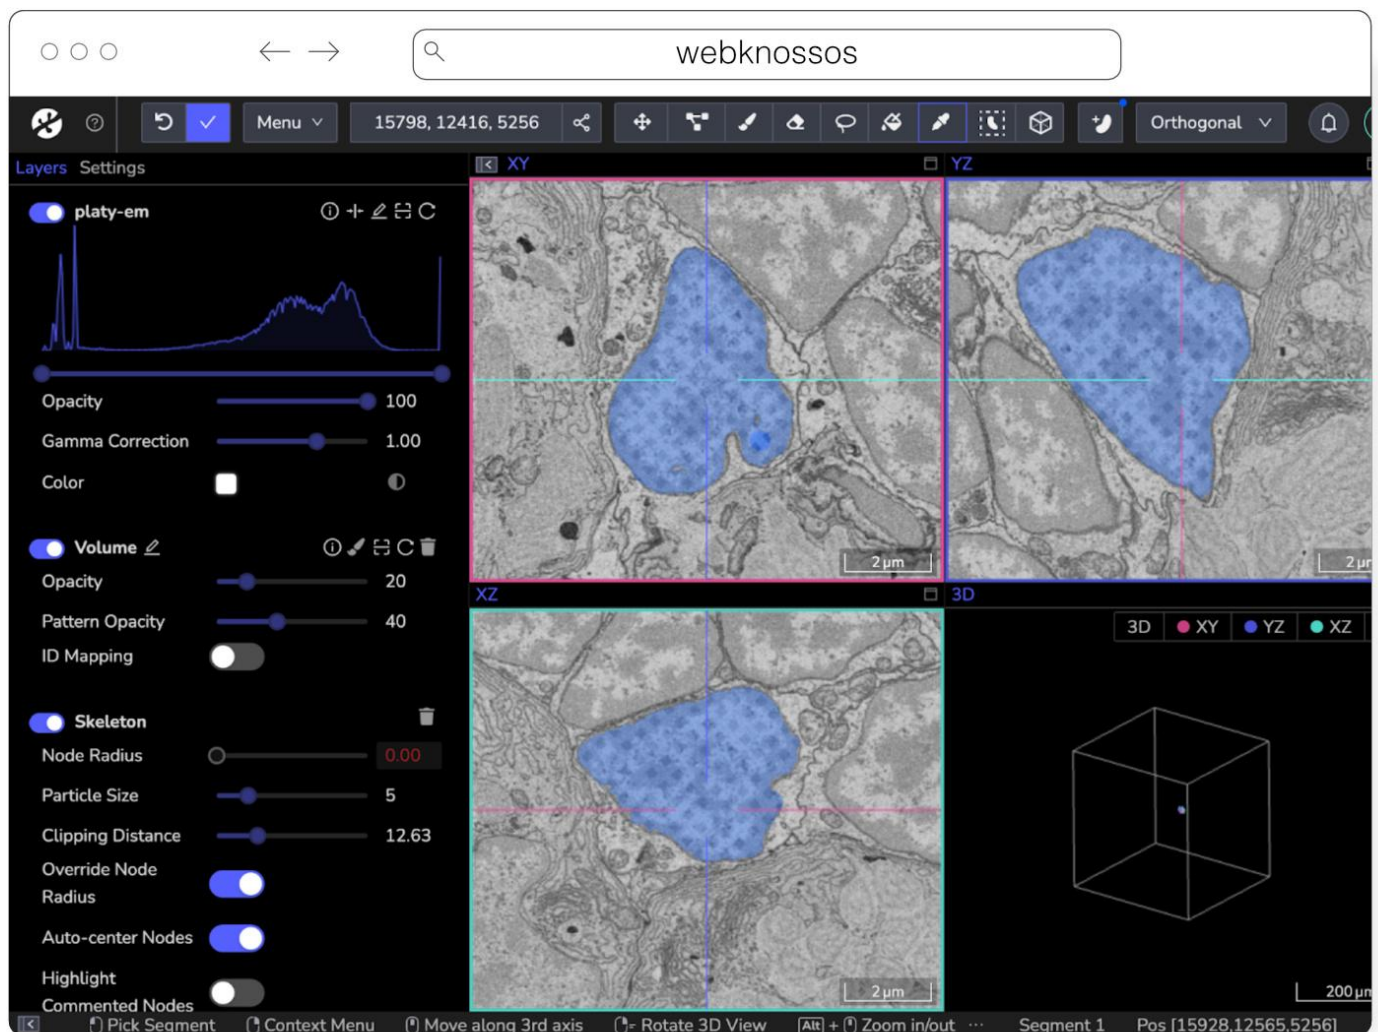 webknossos
Menu
15798, 12416, 5256
Orthogonal
Layers Settings
XY
YZ
platy-em
Opacity 100
Gamma Correction 1.00
Color
Volume
Opacity 20
Pattern Opacity 40
ID Mapping
Skeleton
Node Radius 0.00
Particle Size 5
Clipping Distance 12.63
Override Node
Radius
Auto-center Nodes
Highlight
Commented Nodes
2 µm
2 µm
XZ
3D
3D XY YZ XZ
2 µm
200 µm
Pick Segment Context Menu Move along 3rd axis Rotate 3D View Alt + Zoom in/out ··· Segment 1 Pos [15928,12565,5256]